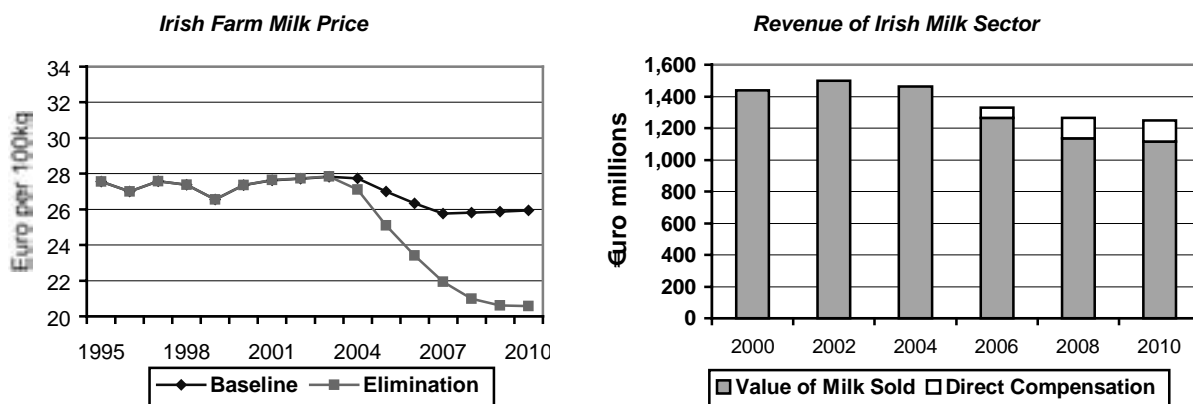 Irish Farm Milk Price
34
32
30
28
26
24
22
20
Euro per 100kg
1995 1998 2001 2004 2007 2010
Baseline Elimination
Revenue of Irish Milk Sector
1,600
1,400
1,200
1,000
800
600
400
200
0
€uro millions
2000 2002 2004 2006 2008 2010
Value of Milk Sold Direct Compensation